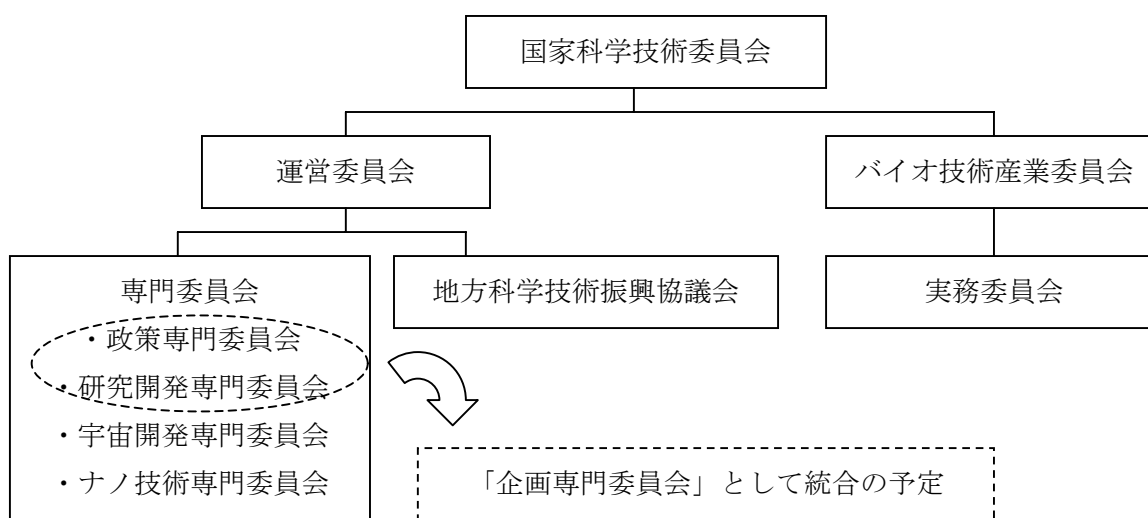 国家科学技術委員会
運営委員会
バイオ技術産業委員会
専門委員会
・政策専門委員会
・研究開発専門委員会
・宇宙開発専門委員会
・ナノ技術専門委員会
地方科学技術振興協議会
実務委員会
「企画専門委員会」として統合の予定